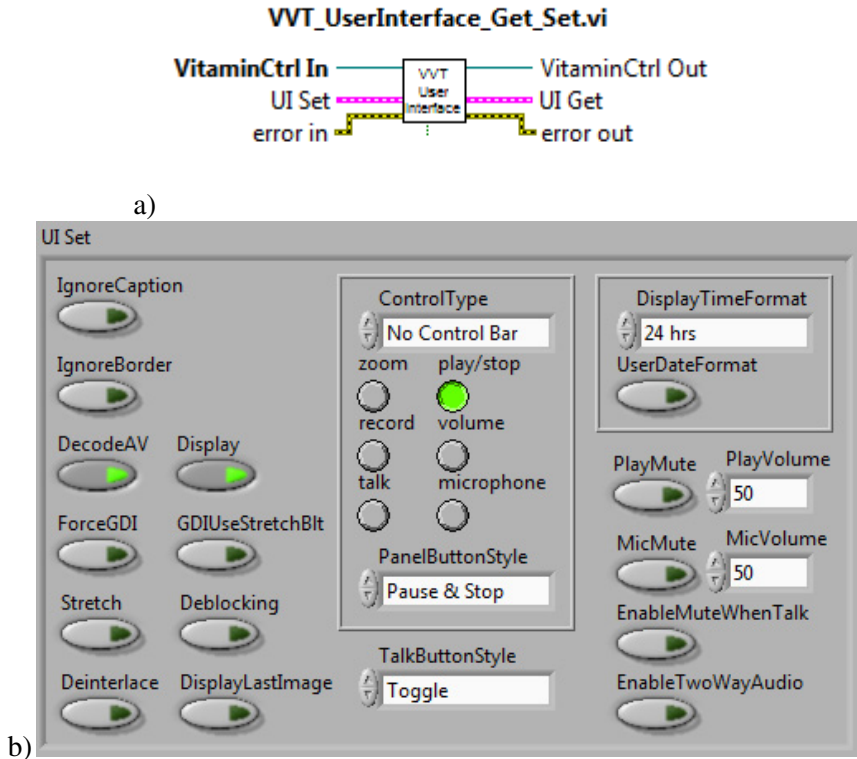 VVT_UserInterface_Get_Set.vi
VitaminCtrl In
VVT
User
Interface
VitaminCtrl Out
UI Set
UI Get
error in
error out
a)
UI Set
IgnoreCaption
IgnoreBorder
DecodeAV Display
ForceGDI GDIUseStretchBlt
Stretch Deblocking
Deinterlace DisplayLastImage
ControlType
No Control Bar
zoom play/stop
record volume
talk microphone
PanelButtonStyle
Pause & Stop
TalkButtonStyle
Toggle
DisplayTimeFormat
24 hrs
UserDateFormat
PlayMute PlayVolume
50
MicMute MicVolume
50
EnableMuteWhenTalk
EnableTwoWayAudio
b)